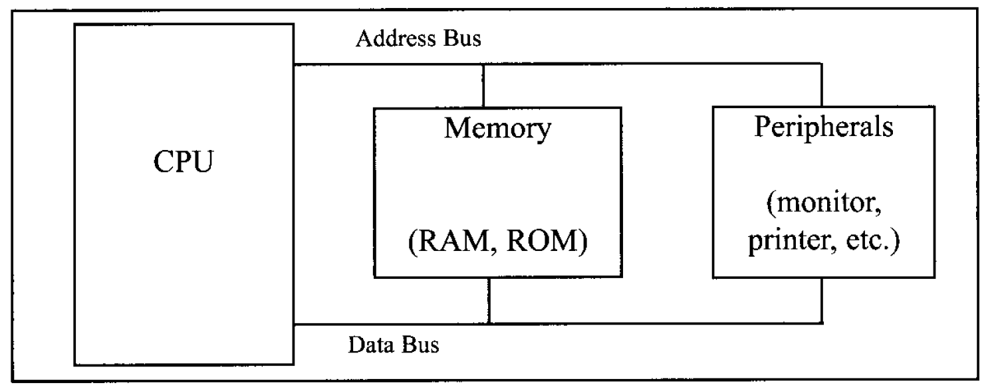 Address Bus
CPU
Memory
(RAM, ROM)
Peripherals
(monitor,
printer, etc.)
Data Bus